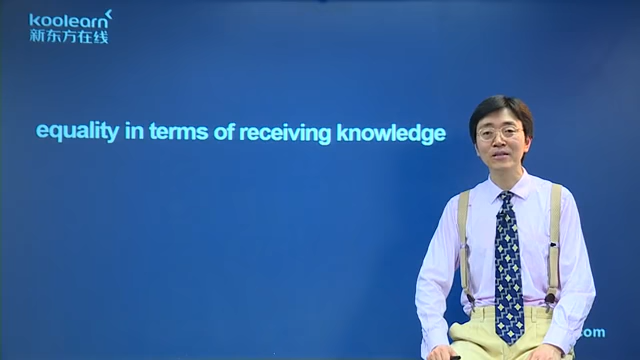 koolearn
新东方在线
equality in terms of receiving knowledge
.com